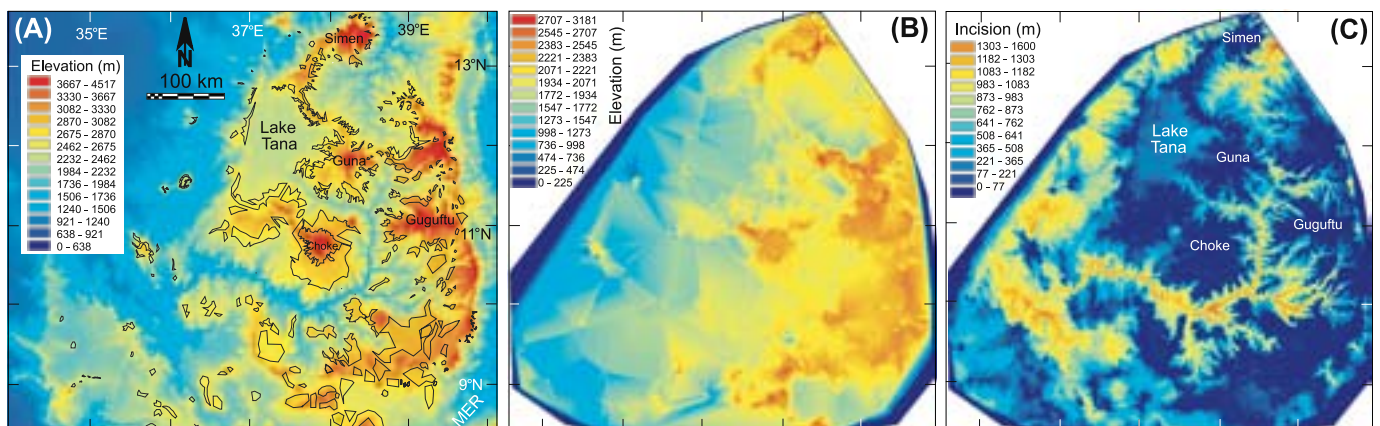 (A)
35°E
37°E
39°E
N
100 km
Simen
13°N
Elevation (m)
3667 – 4517
3330 – 3667
3082 – 3330
2870 – 3082
2675 – 2870
2462 – 2675
2232 – 2462
1984 – 2232
1736 – 1984
1506 – 1736
1240 – 1506
921 – 1240
638 – 921
0 – 638
Lake
Tana
Guna
Guguftu
11°N
Choke
9°N
MER
(B)
Elevation (m)
2707 – 3181
2545 – 2707
2383 – 2545
2221 – 2383
2071 – 2221
1934 – 2071
1772 – 1934
1547 – 1772
1273 – 1547
998 – 1273
736 – 998
474 – 736
225 – 474
0 – 225
(C)
Incision (m)
1303 – 1600
1182 – 1303
1083 – 1182
983 – 1083
873 – 983
762 – 873
641 – 762
508 – 641
365 – 508
221 – 365
77 – 221
0 – 77
Simen
Lake
Tana
Guna
Guguftu
Choke